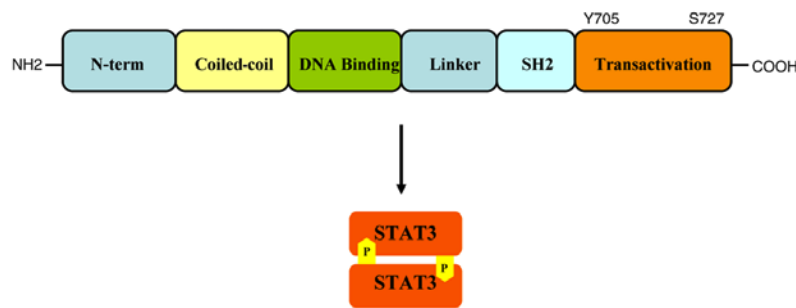 Y705 S727
NH2 N-term Coiled-coil DNA Binding Linker SH2 Transactivation COOH
STAT3
P
P
STAT3